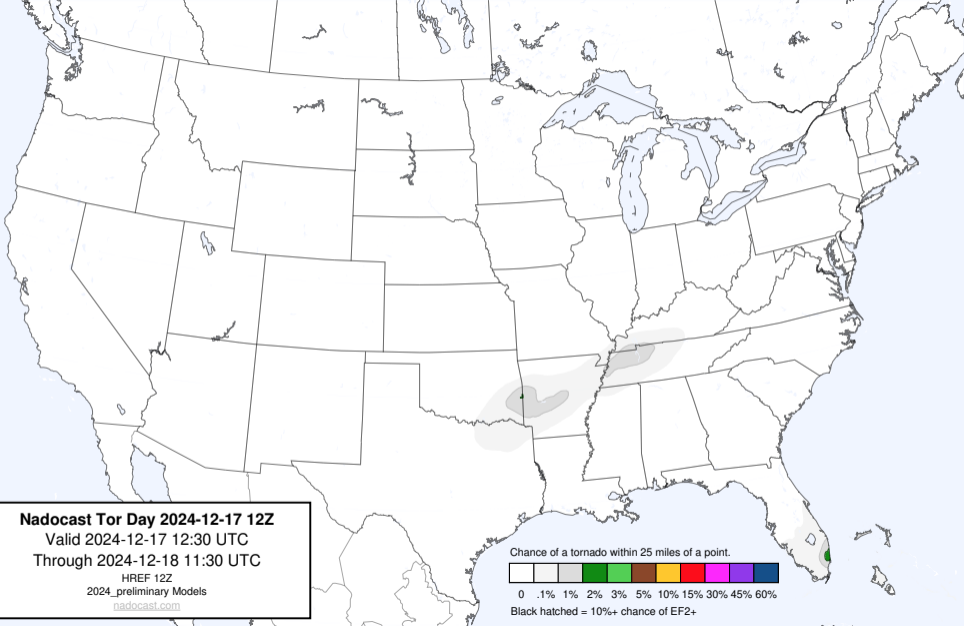 Nadocast Tor Day 2024-12-17 12Z
Valid 2024-12-17 12:30 UTC
Through 2024-12-18 11:30 UTC
HREF 12Z
2024_preliminary Models
nadocast.com
Chance of a tornado within 25 miles of a point.
0 .1% 1% 2% 3% 5% 10% 15% 30% 45% 60%
Black hatched = 10%+ chance of EF2+